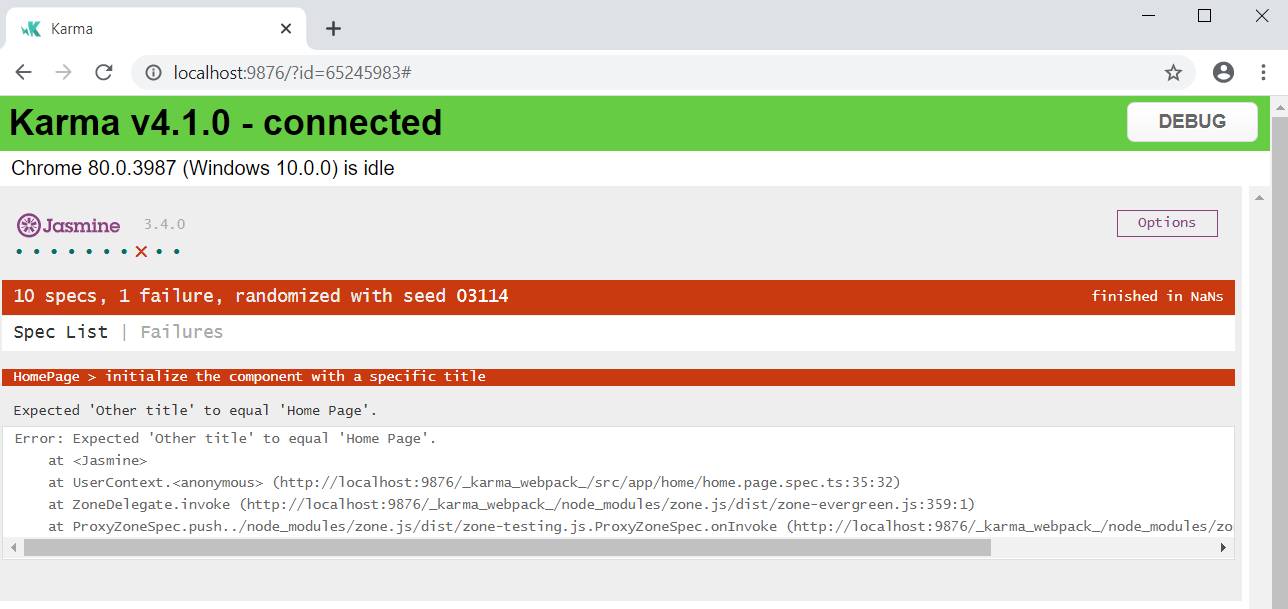 Karma
localhost:9876/?id=65245983#
Karma v4.1.0 - connected
DEBUG
Chrome 80.0.3987 (Windows 10.0.0) is idle
Jasmine 3.4.0
Options
10 specs, 1 failure, randomized with seed 03114
finished in NaNs
Spec List | Failures
HomePage > initialize the component with a specific title
Expected 'Other title' to equal 'Home Page'.
Error: Expected 'Other title' to equal 'Home Page'.
at <Jasmine>
at UserContext.<anonymous> (http://localhost:9876/_karma_webpack_/src/app/home/home.page.spec.ts:35:32)
at ZoneDelegate.invoke (http://localhost:9876/_karma_webpack_/node_modules/zone.js/dist/zone-evergreen.js:359:1)
at ProxyZoneSpec.push../node_modules/zone.js/dist/zone-testing.js.ProxyZoneSpec.onInvoke (http://localhost:9876/_karma_webpack_/node_modules/zo